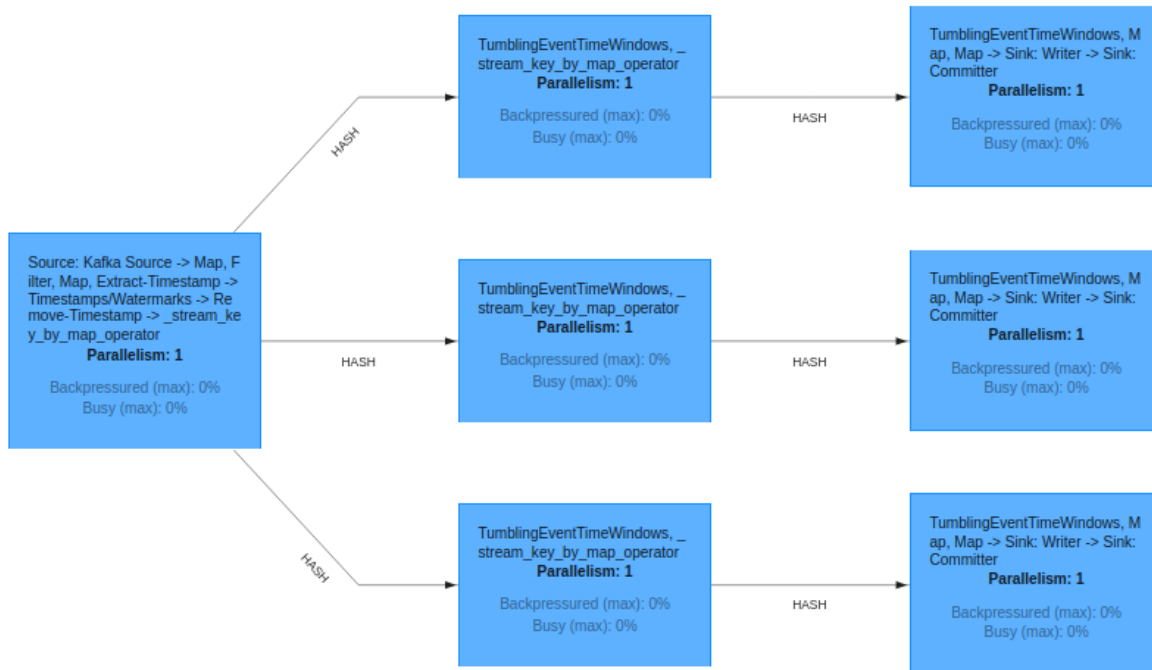 Source: Kafka Source -> Map, F
ilter, Map, Extract-Timestamp ->
Timestamps/Watermarks -> Re
move-Timestamp -> _stream_ke
y_by_map_operator
Parallelism: 1
Backpressured (max): 0%
Busy (max): 0%
HASH
HASH
HASH
TumblingEventTimeWindows, _
stream_key_by_map_operator
Parallelism: 1
Backpressured (max): 0%
Busy (max): 0%
HASH
TumblingEventTimeWindows, M
ap, Map -> Sink: Writer -> Sink:
Committer
Parallelism: 1
Backpressured (max): 0%
Busy (max): 0%
TumblingEventTimeWindows, _
stream_key_by_map_operator
Parallelism: 1
Backpressured (max): 0%
Busy (max): 0%
HASH
TumblingEventTimeWindows, M
ap, Map -> Sink: Writer -> Sink:
Committer
Parallelism: 1
Backpressured (max): 0%
Busy (max): 0%
TumblingEventTimeWindows, _
stream_key_by_map_operator
Parallelism: 1
Backpressured (max): 0%
Busy (max): 0%
HASH
TumblingEventTimeWindows, M
ap, Map -> Sink: Writer -> Sink:
Committer
Parallelism: 1
Backpressured (max): 0%
Busy (max): 0%